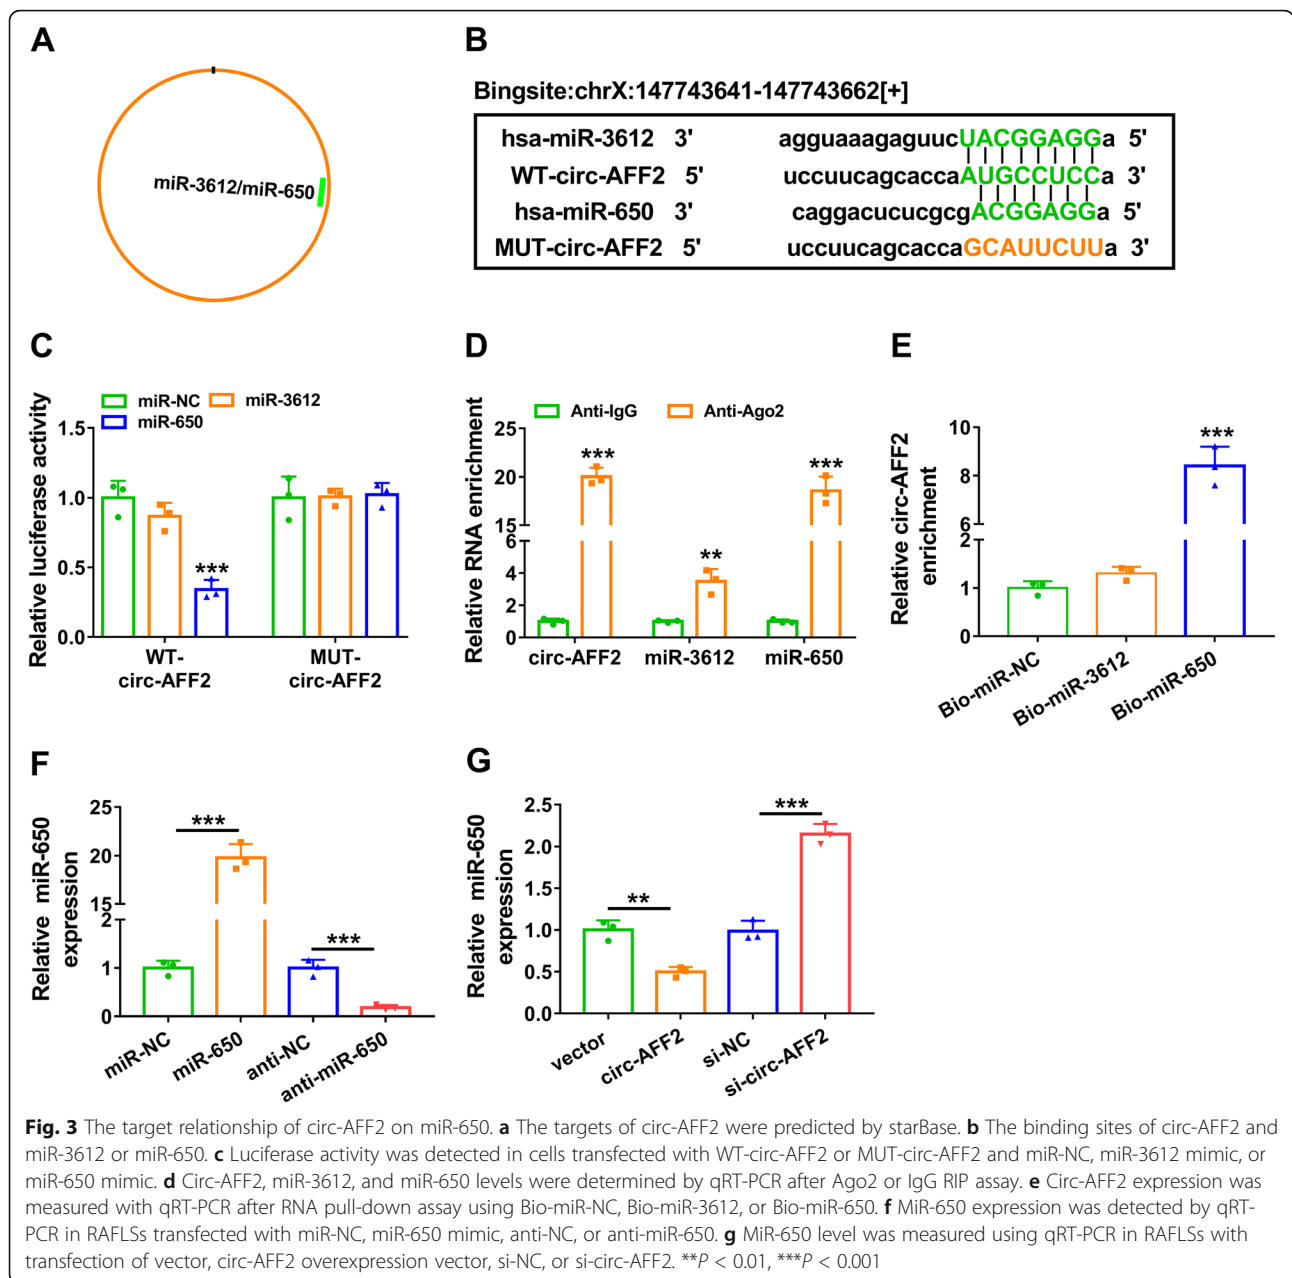 A
miR-3612/miR-650
B
Bingsite:chrX:147743641-147743662[+]
hsa-miR-3612 3' agguaaagaguucUACGGAGGa 5'
WT-circ-AFF2 5' uccuucagcaccaAUGCCUCCa 3'
hsa-miR-650 3' caggacucucgcgACGGAGGa 5'
MUT-circ-AFF2 5' uccuucagcaccaGCAUUCUUa 3'
C
miR-NC miR-3612
miR-650
Relative luciferase activity
1.5
1.0
0.5
0.0
***
WT-
circ-AFF2
MUT-
circ-AFF2
D
Anti-IgG Anti-Ago2
Relative RNA enrichment
25
20
15
6
4
2
0
***
**
***
circ-AFF2 miR-3612 miR-650
E
Relative circ-AFF2
enrichment
10
8
6
2
1
0
***
Bio-miR-NC
Bio-miR-3612
Bio-miR-650
F
Relative miR-650
expression
25
20
15
2
1
0
***
***
miR-NC
miR-650
anti-NC
anti-miR-650
G
Relative miR-650
expression
2.5
2.0
1.5
1.0
0.5
0.0
**
***
vector
circ-AFF2
si-NC
si-circ-AFF2
Fig. 3 The target relationship of circ-AFF2 on miR-650. a The targets of circ-AFF2 were predicted by starBase. b The binding sites of circ-AFF2 and
miR-3612 or miR-650. c Luciferase activity was detected in cells transfected with WT-circ-AFF2 or MUT-circ-AFF2 and miR-NC, miR-3612 mimic, or
miR-650 mimic. d Circ-AFF2, miR-3612, and miR-650 levels were determined by qRT-PCR after Ago2 or IgG RIP assay. e Circ-AFF2 expression was
measured with qRT-PCR after RNA pull-down assay using Bio-miR-NC, Bio-miR-3612, or Bio-miR-650. f MiR-650 expression was detected by qRT-
PCR in RAFLSs transfected with miR-NC, miR-650 mimic, anti-NC, or anti-miR-650. g MiR-650 level was measured using qRT-PCR in RAFLSs with
transfection of vector, circ-AFF2 overexpression vector, si-NC, or si-circ-AFF2. **P < 0.01, ***P < 0.001